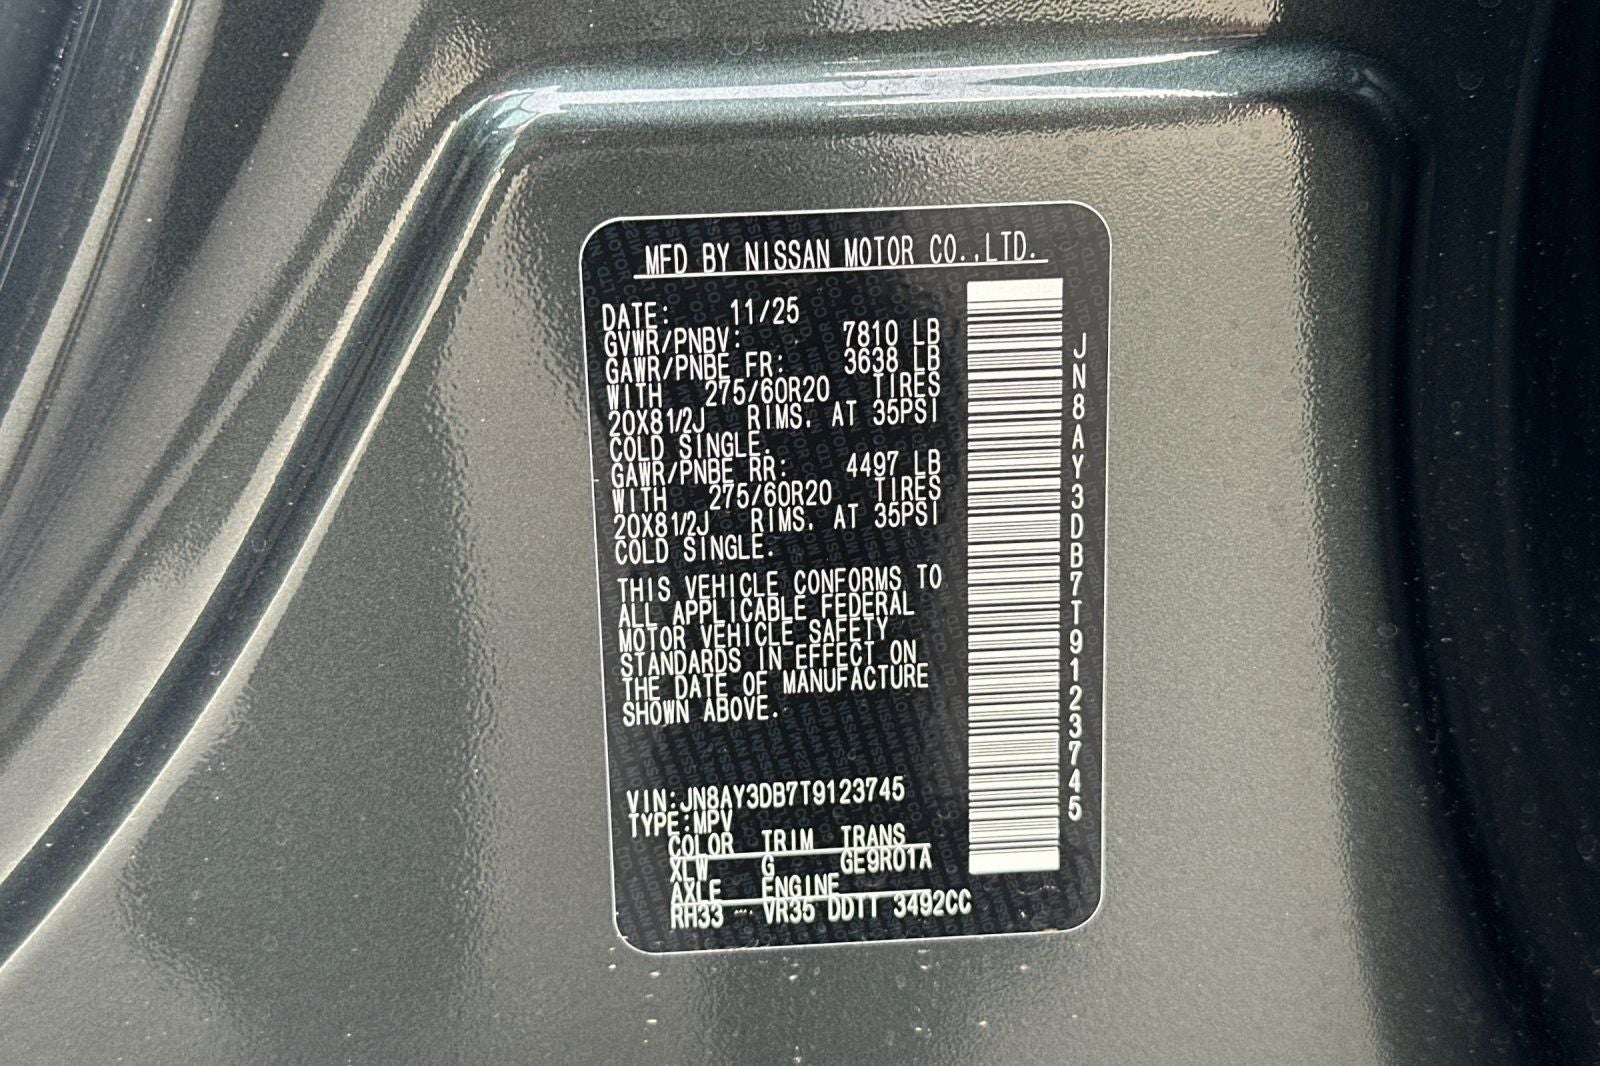 MFD BY NISSAN MOTOR CO.,LTD.
DATE: 11/25
GVWR/PNBV: 7810 LB
GAWR/PNBE FR: 3638 LB
WITH 275/60R20 TIRES
20X81/2J RIMS. AT 35PSI
COLD SINGLE.
GAWR/PNBE RR: 4497 LB
WITH 275/60R20 TIRES
20X81/2J RIMS. AT 35PSI
COLD SINGLE.
THIS VEHICLE CONFORMS TO
ALL APPLICABLE FEDERAL
MOTOR VEHICLE SAFETY
STANDARDS IN EFFECT ON
THE DATE OF MANUFACTURE
SHOWN ABOVE.
VIN:JN8AY3DB7T9123745
TYPE:MPV
COLOR TRIM TRANS
XLW G GE9R01A
AXLE ENGINE
RH33 VR35 DDTT 3492CC
JN8AY3DB7T9123745